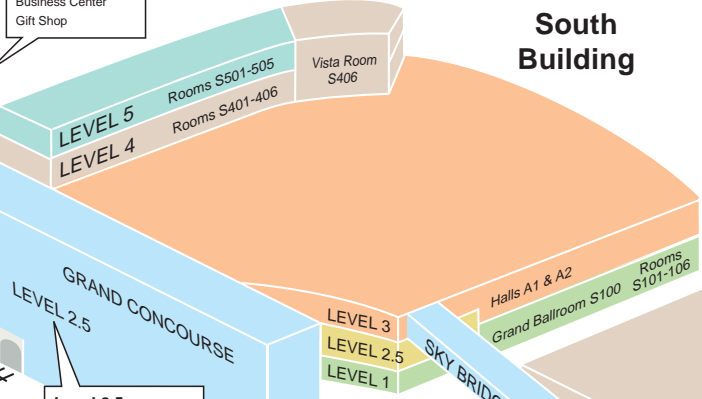 Business Center
Gift Shop
South
Building
Vista Room
S406
Rooms S501-505
LEVEL 5
Rooms S401-406
LEVEL 4
GRAND CONCOURSE
LEVEL 2.5
Halls A1 & A2
Rooms
S101-106
Grand Ballroom S100
LEVEL 3
LEVEL 2.5
LEVEL 1
SKY BRIDG